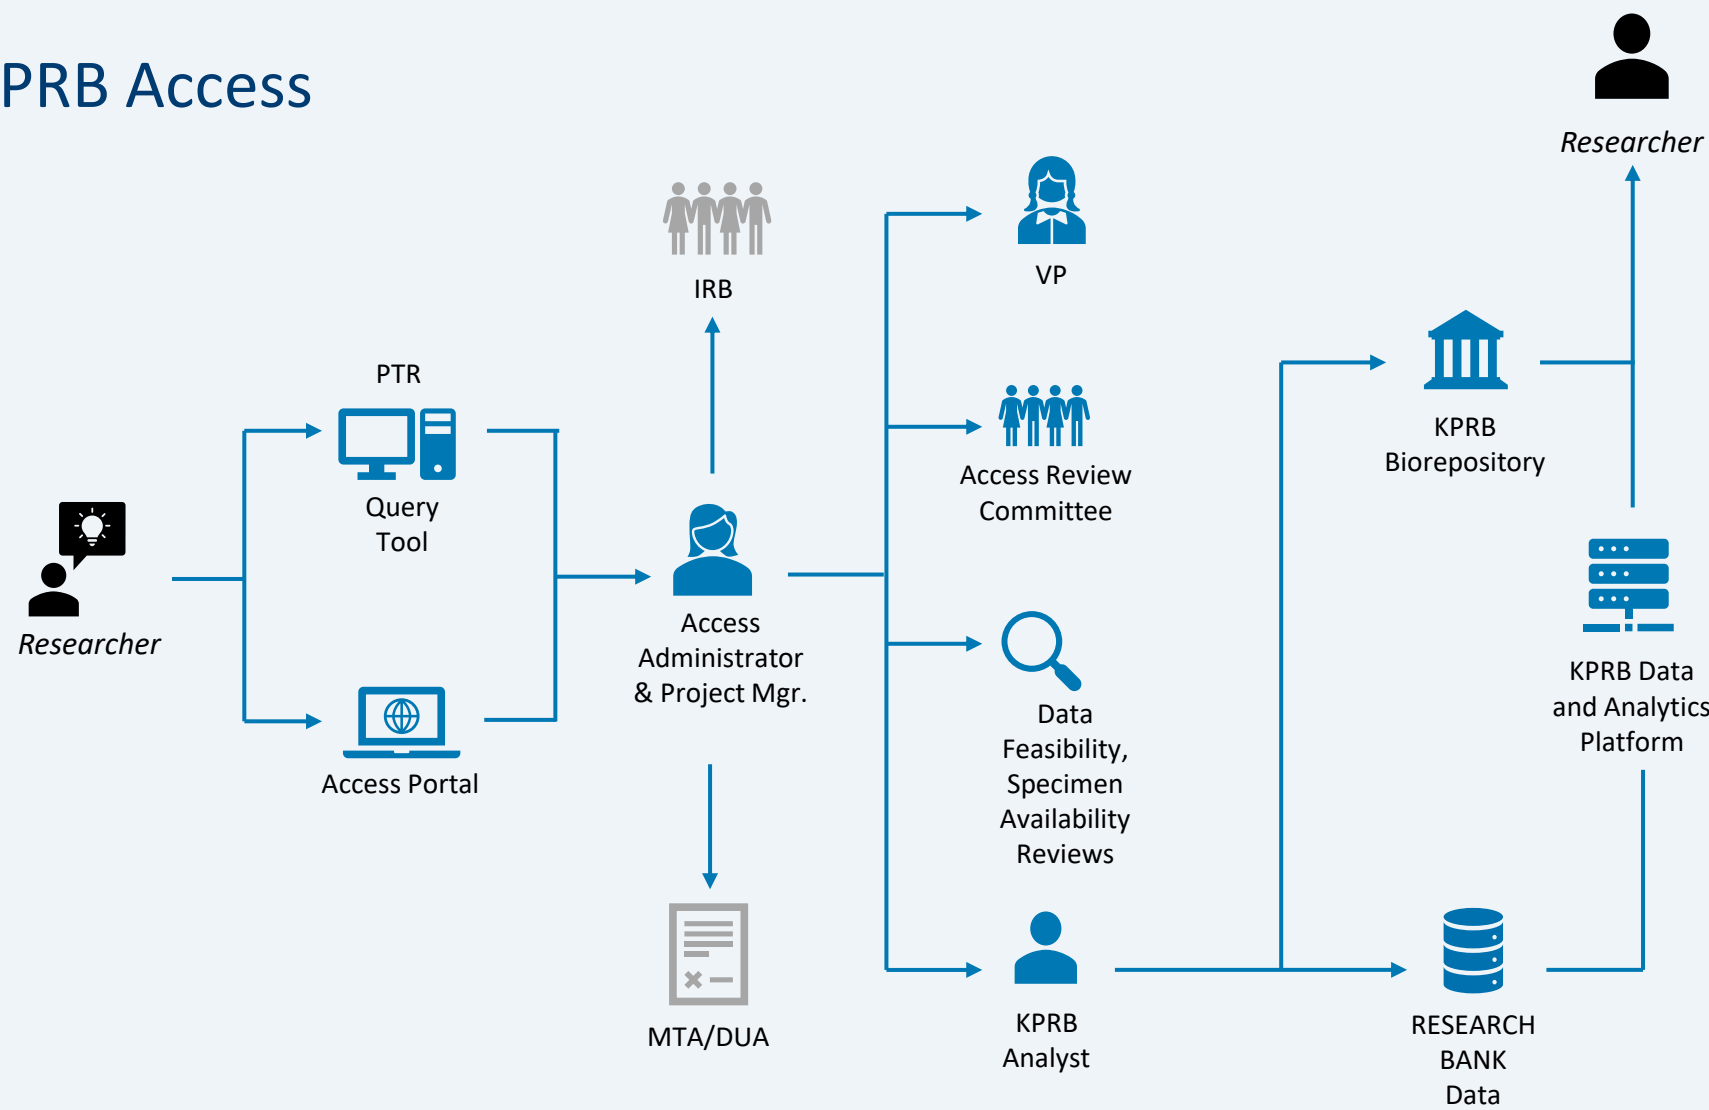 PRB Access
Researcher
PTR
Query
Tool
Access Portal
IRB
Access
Administrator
& Project Mgr.
MTA/DUA
VP
Access Review
Committee
Data
Feasibility,
Specimen
Availability
Reviews
KPRB
Analyst
KPRB
Biorepository
RESEARCH
BANK
Data
Researcher
KPRB Data
and Analytics
Platform